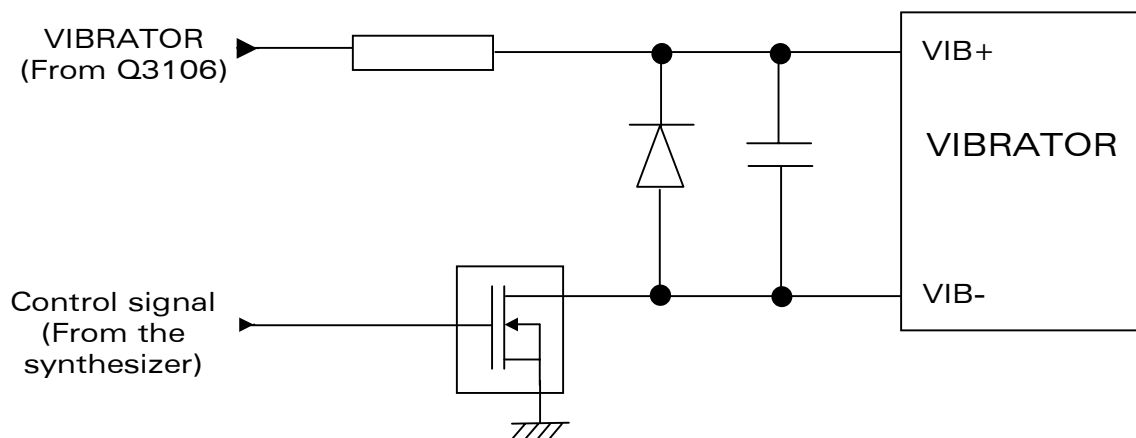 VIBRATOR
(From Q3106)
VIB+
VIBRATOR
Control signal
(From the
synthesizer)
VIB-